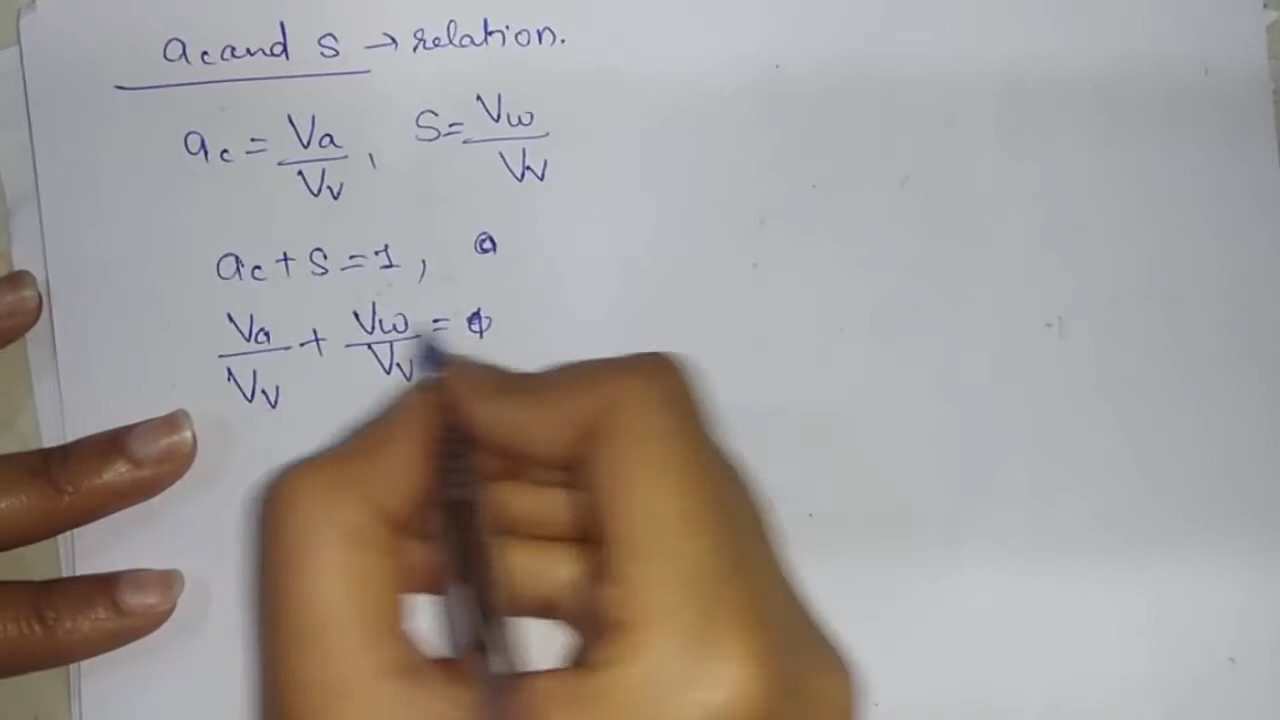 ac and S → relation.
ac = Va/Vv, S = Vw/Vv
ac + S = 1,
Va/Vv + Vw/Vv =